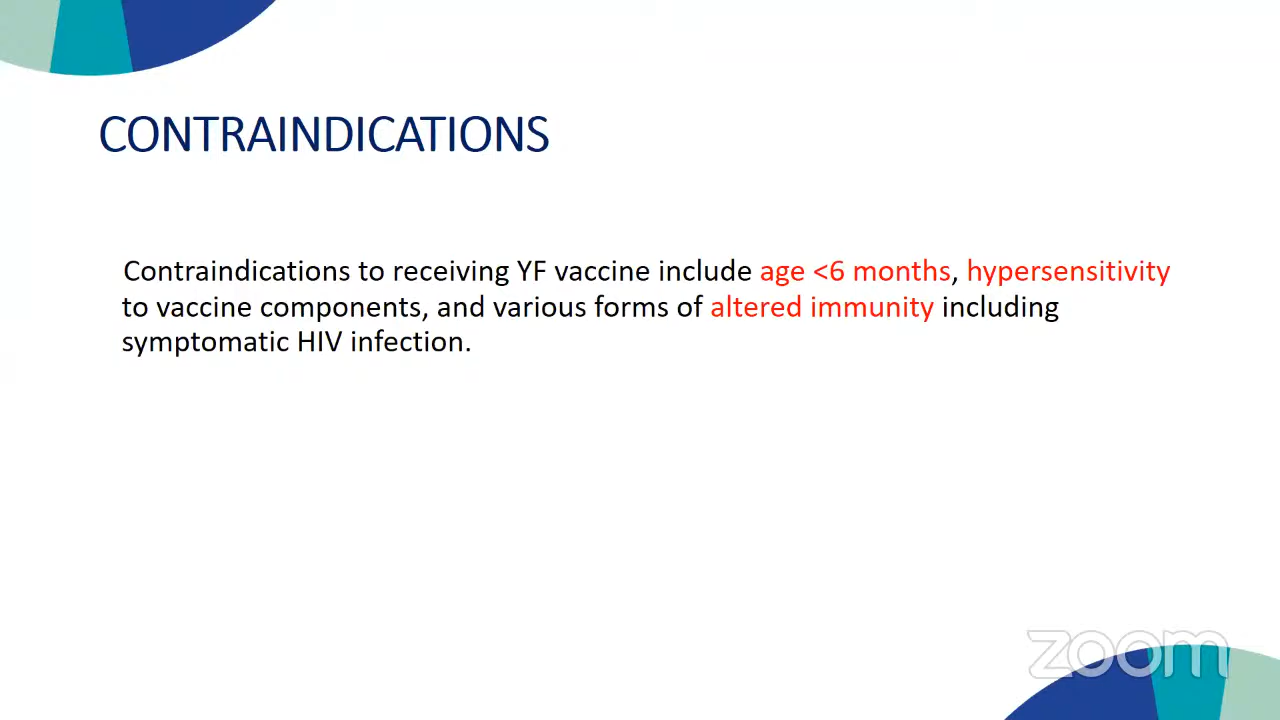 CONTRAINDICATIONS
Contraindications to receiving YF vaccine include age <6 months, hypersensitivity
to vaccine components, and various forms of altered immunity including
symptomatic HIV infection.
zoom